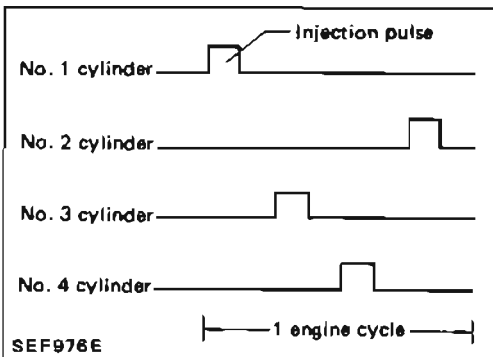 Injection pulse
No. 1 cylinder
No. 2 cylinder
No. 3 cylinder
No. 4 cylinder
1 engine cycle
SEF976E